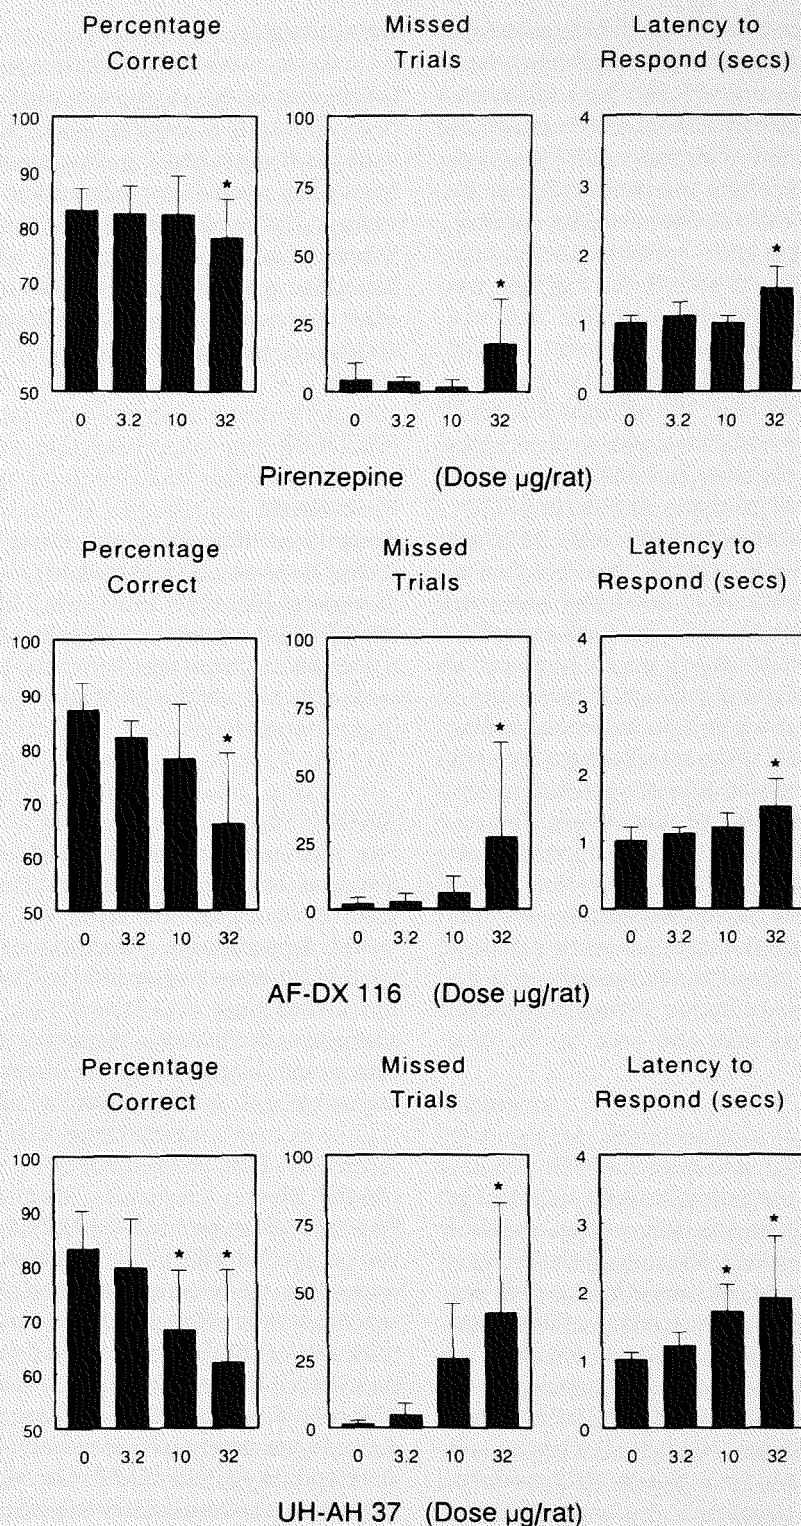 Percentage Correct
Missed Trials
Latency to Respond (secs)
100
90
80
70
60
50
★
0 3.2 10 32
100
75
50
25
0
★
0 3.2 10 32
4
3
2
1
0
★
0 3.2 10 32
Pirenzepine (Dose µg/rat)
Percentage Correct
Missed Trials
Latency to Respond (secs)
100
90
80
70
60
50
★
0 3.2 10 32
100
75
50
25
0
★
0 3.2 10 32
4
3
2
1
0
★
0 3.2 10 32
AF-DX 116 (Dose µg/rat)
Percentage Correct
Missed Trials
Latency to Respond (secs)
100
90
80
70
60
50
★ ★
0 3.2 10 32
100
75
50
25
0
★
0 3.2 10 32
4
3
2
1
0
★ ★
0 3.2 10 32
UH-AH 37 (Dose µg/rat)